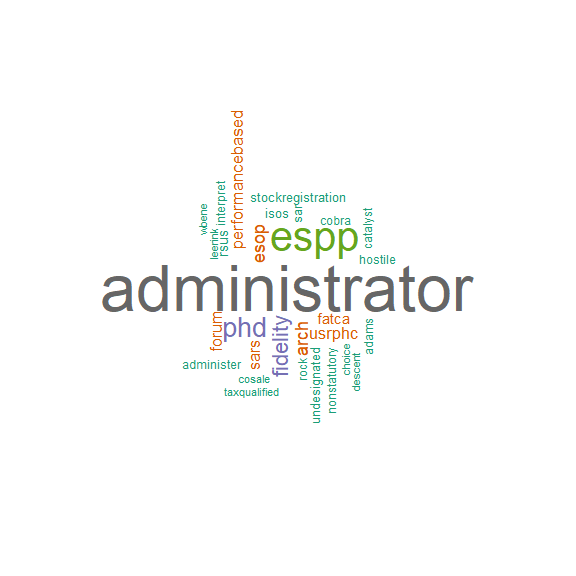 performancebased
wbene
leerink
rsus
interpret
stockregistration
isos
sar
cobra
catalyst
esop
espp
hostile
administrator
forum
phd
sars
fidelity
arch
fatca
usrphc
adams
administer
cosale
taxqualified
rock
undesignated
nonstatutory
choice
descent